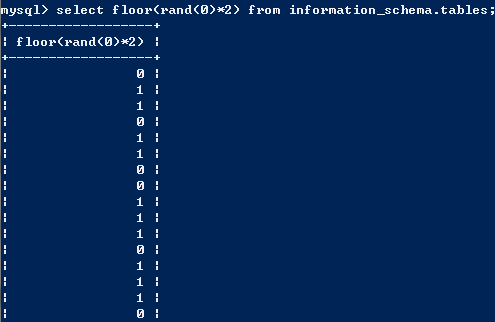 mysql> select floor(rand(0)*2) from information_schema.tables;
+------------------+
¦ floor(rand(0)*2) ¦
+------------------+
¦                0 ¦
¦                1 ¦
¦                1 ¦
¦                0 ¦
¦                1 ¦
¦                1 ¦
¦                0 ¦
¦                0 ¦
¦                1 ¦
¦                1 ¦
¦                1 ¦
¦                0 ¦
¦                1 ¦
¦                1 ¦
¦                1 ¦
¦                0 ¦